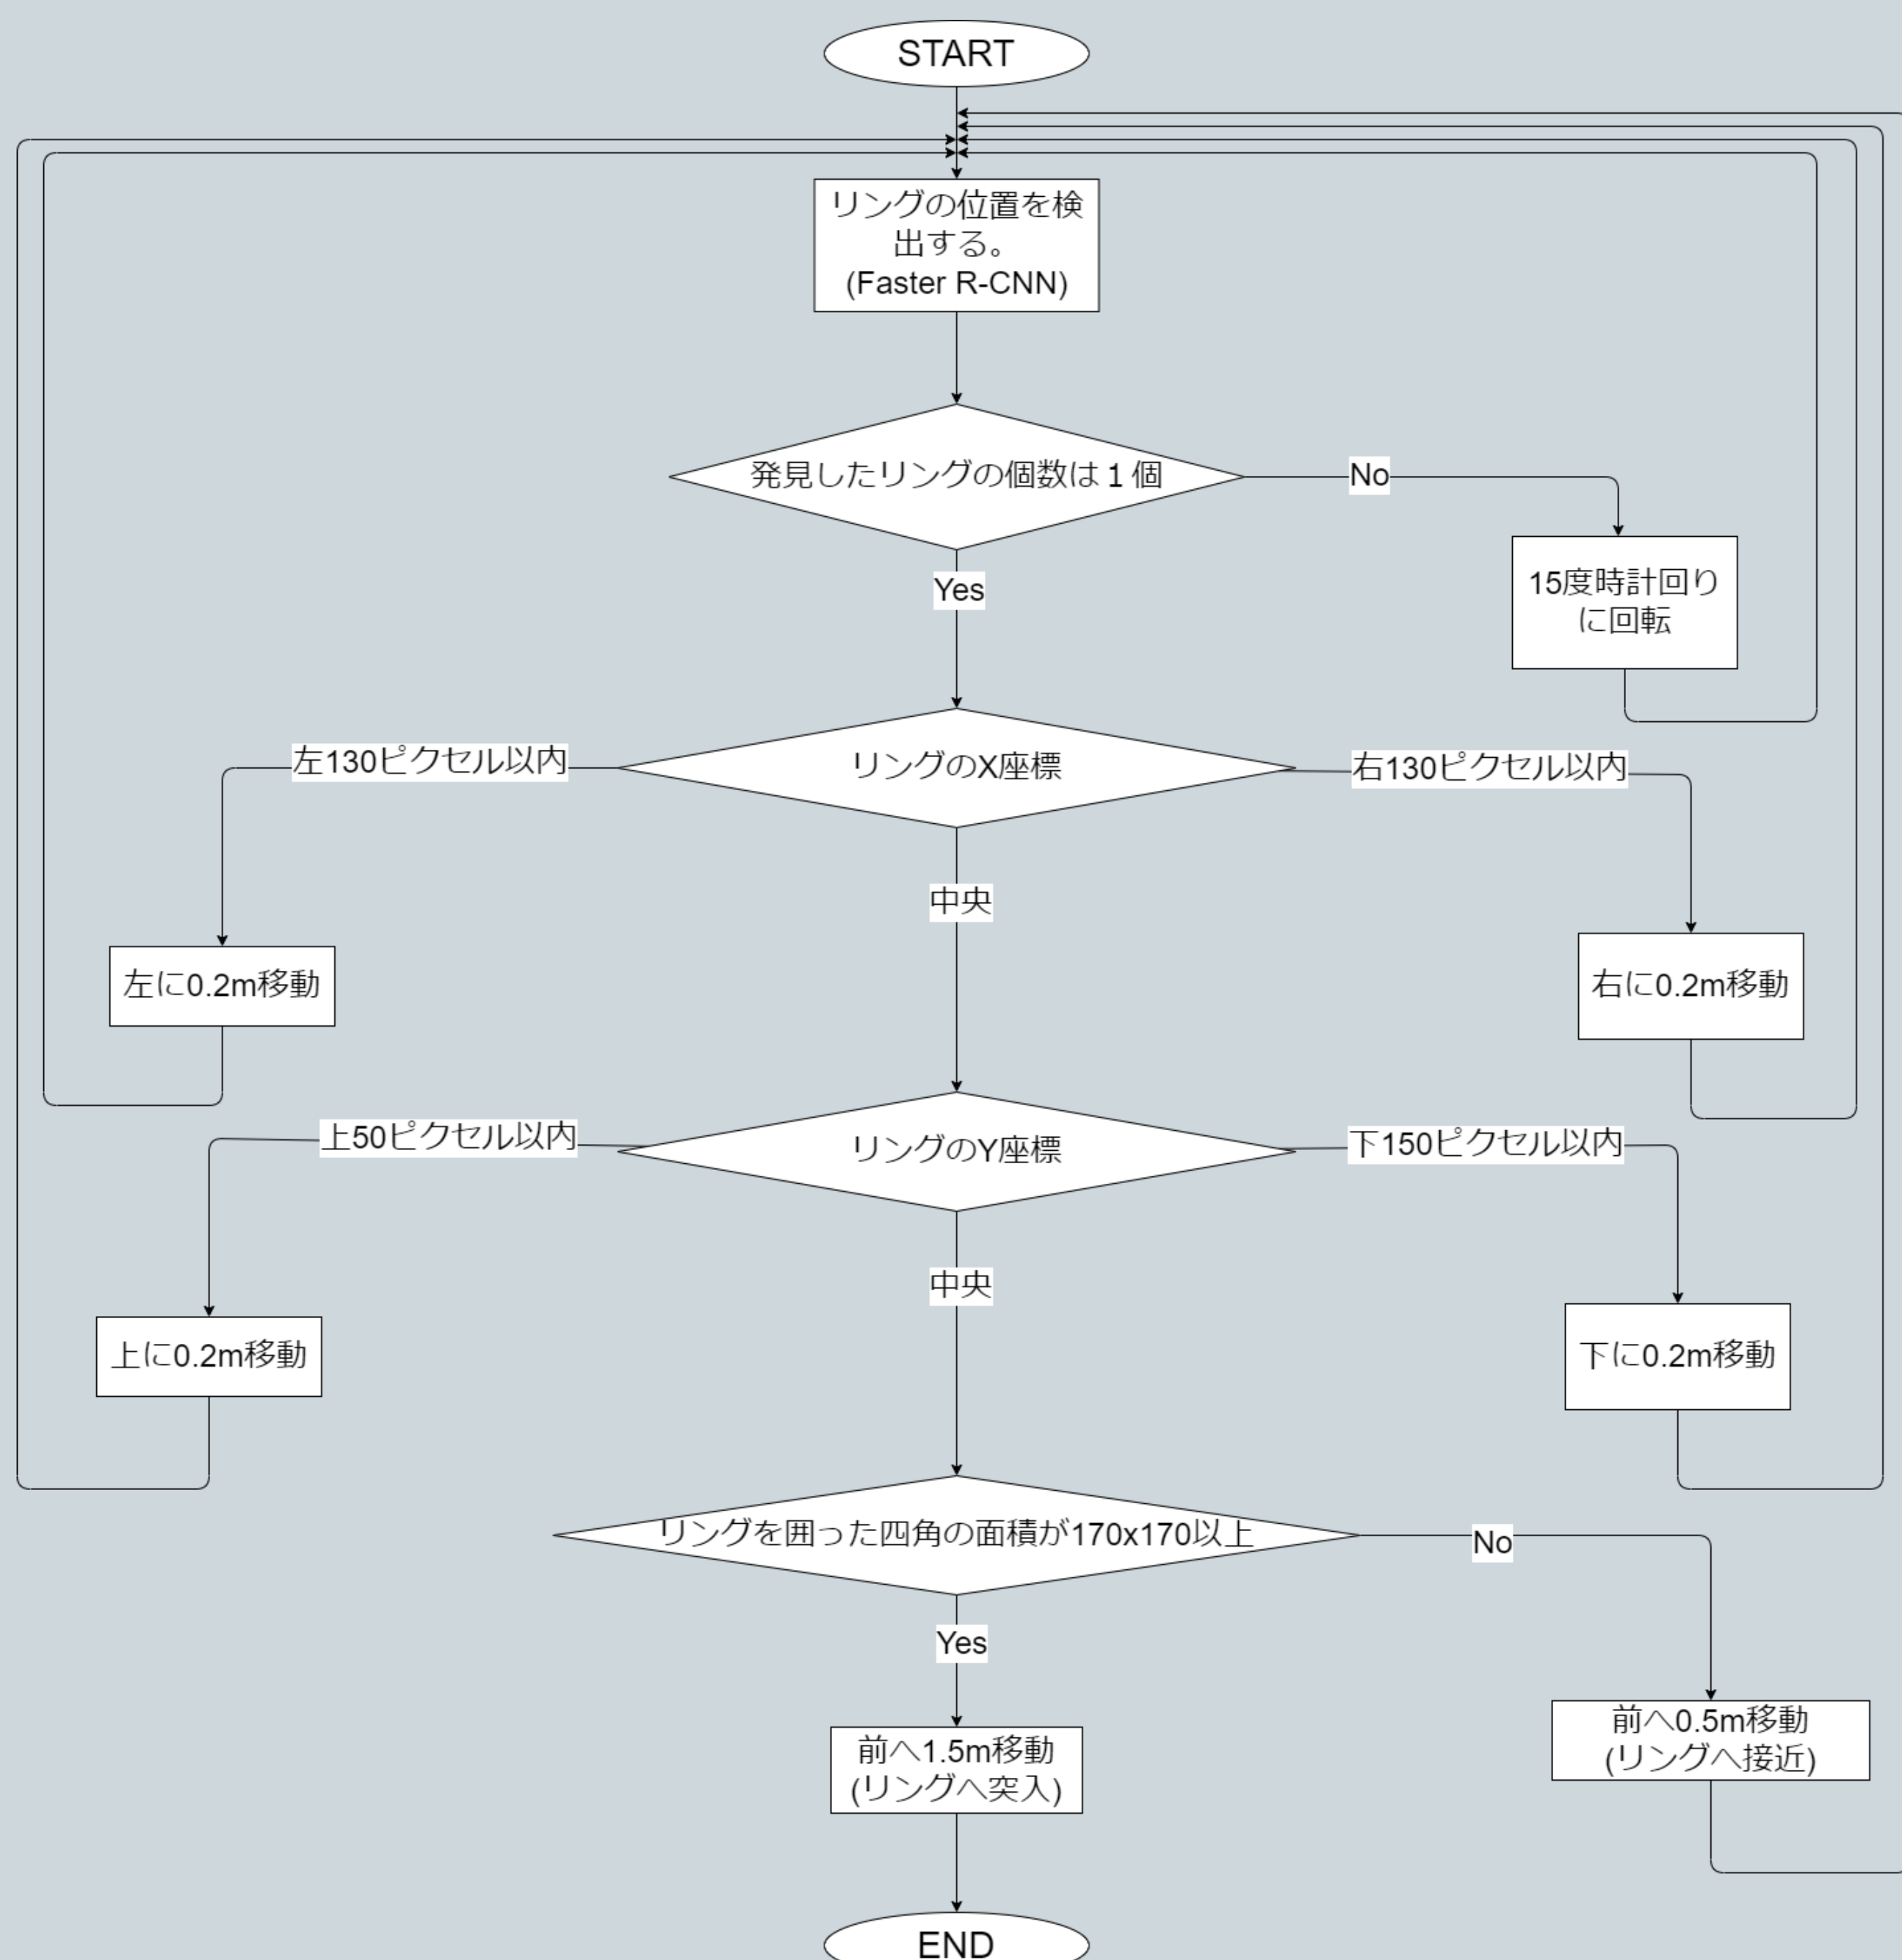 START
リングの位置を検
出する。
(Faster R-CNN)
発見したリングの個数は１個
No
Yes
15度時計回り
に回転
左130ピクセル以内
リングのX座標
右130ピクセル以内
中央
左に0.2m移動
右に0.2m移動
上50ピクセル以内
リングのY座標
下150ピクセル以内
中央
上に0.2m移動
下に0.2m移動
リングを囲った四角の面積が170x170以上
No
Yes
前へ0.5m移動
(リングへ接近)
前へ1.5m移動
(リングへ突入)
END